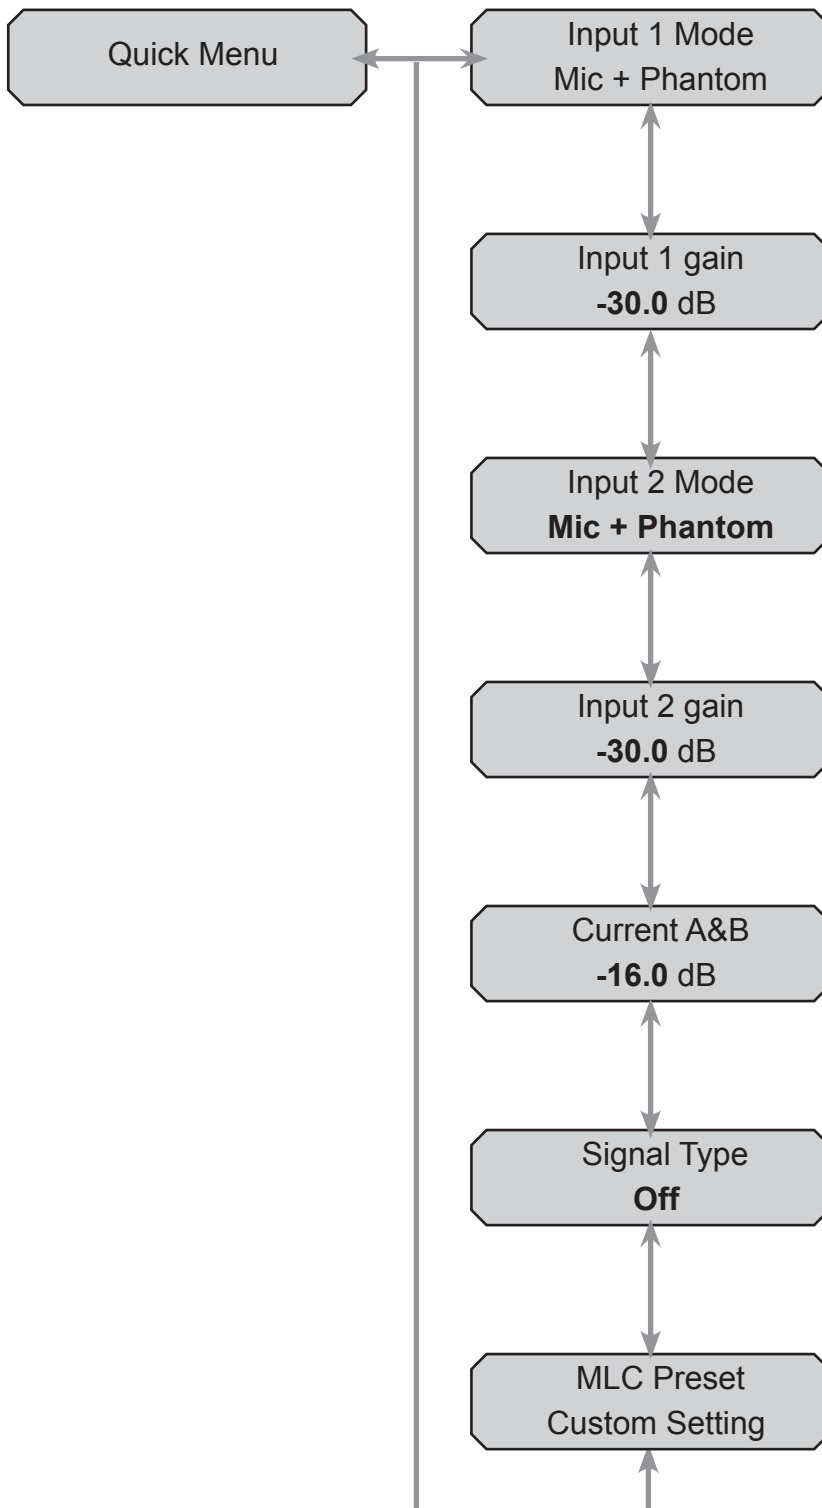 Quick Menu
Input 1 Mode
Mic + Phantom
Input 1 gain
-30.0 dB
Input 2 Mode
Mic + Phantom
Input 2 gain
-30.0 dB
Current A&B
-16.0 dB
Signal Type
Off
MLC Preset
Custom Setting